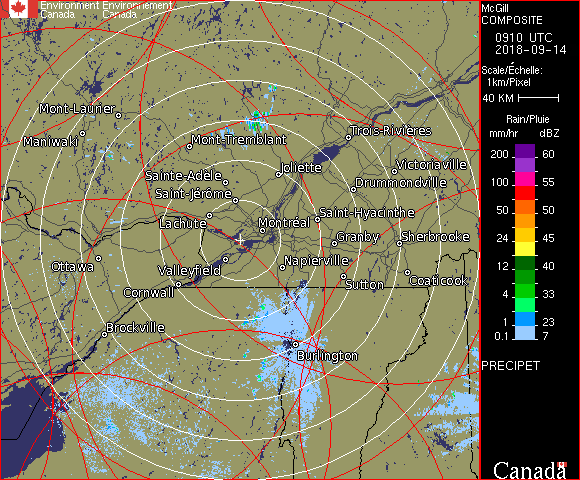 Environment Environnement
Canada Canada
McGill
COMPOSITE
0910 UTC
2018-09-14
Scale/Échelle:
1km/Pixel
40 KM
Rain/Pluie
mm/hr dBZ
200 60
155 55
100 55
50 50
24 45
12 40
4 33
1 23
0.1 7
PRECIPET
Canada
Mont-Laurier
Maniwaki
Mont-Tremblant
Trois-Rivières
Joliette
Victoriaville
Sainte-Adèle
Drummondville
Saint-Jérôme
Saint-Hyacinthe
Lachute
Montréal
Granby
Sherbrooke
Ottawa
Valleyfield
Napierville
Coaticook
Cornwall
Sutton
Brockville
Burlington